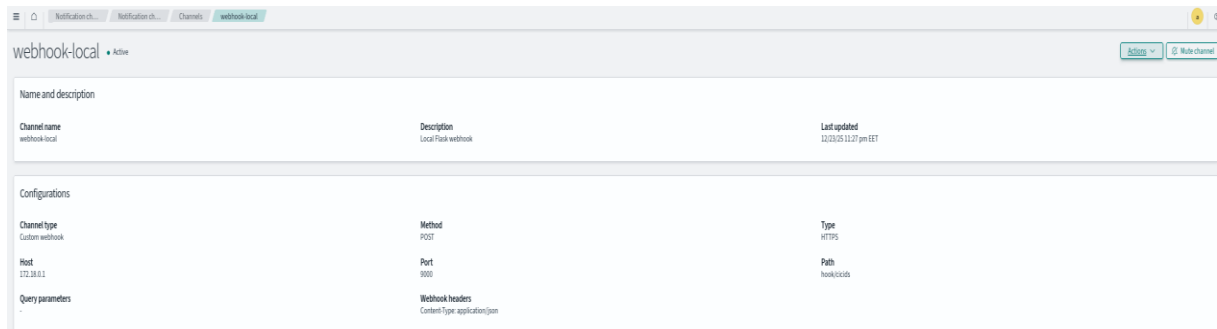 Notification ch... Notification ch... Channels webhook-local
a
webhook-local • Active
Actions Mute channel
Name and description
Channel name Description Last updated
webhook-local Local Flask webhook 12/23/25 11:27 pm EET
Configurations
Channel type Method Type
Custom webhook POST HTTPS
Host Port Path
172.18.0.1 9000 hook/cicids
Query parameters Webhook headers
- Content-Type: application/json